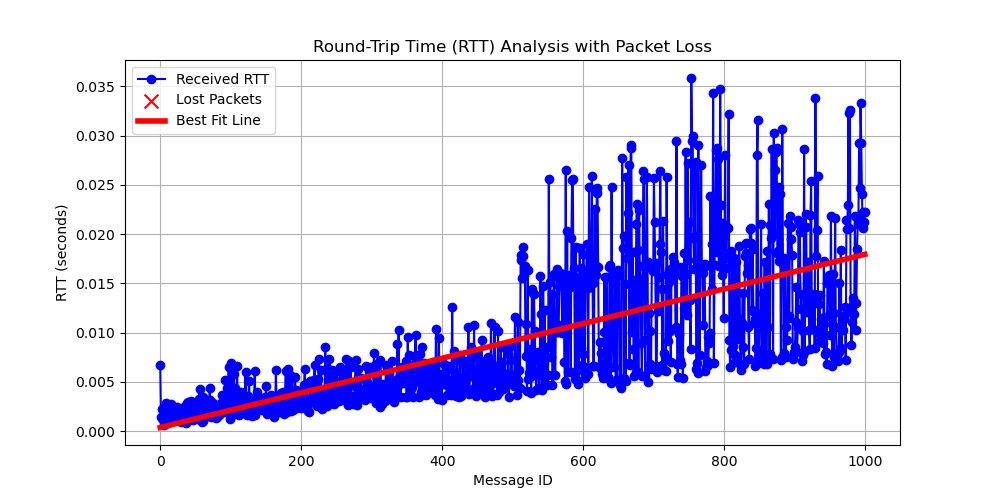 Round-Trip Time (RTT) Analysis with Packet Loss
Received RTT
Lost Packets
Best Fit Line
RTT (seconds)
0.035
0.030
0.025
0.020
0.015
0.010
0.005
0.000
0 200 400 600 800 1000
Message ID